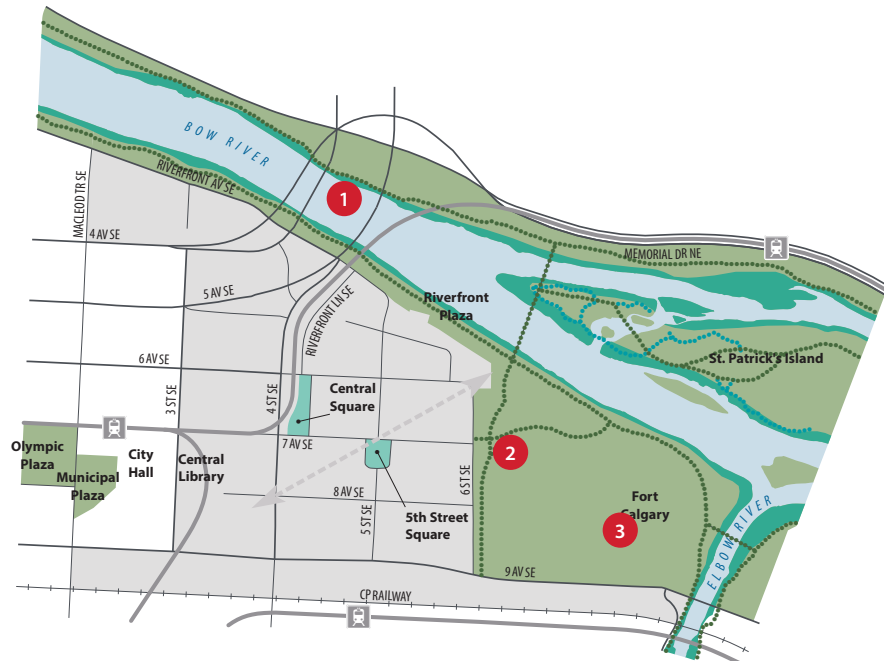 BOW RIVER
RIVERFRONT AV SE
MACLEOD TR SE
1
4 AV SE
MEMORIAL DR NE
5 AV SE
RIVERFRONT LN SE
Riverfront
Plaza
St. Patrick's Island
6 AV SE
3 ST SE
4 ST SE
Central
Square
7 AV SE
Olympic
Plaza
Municipal
Plaza
City
Hall
Central
Library
2
6 ST SE
8 AV SE
5 ST SE
5th Street
Square
Fort
Calgary
3
ELBOW RIVER
9 AV SE
CP RAILWAY